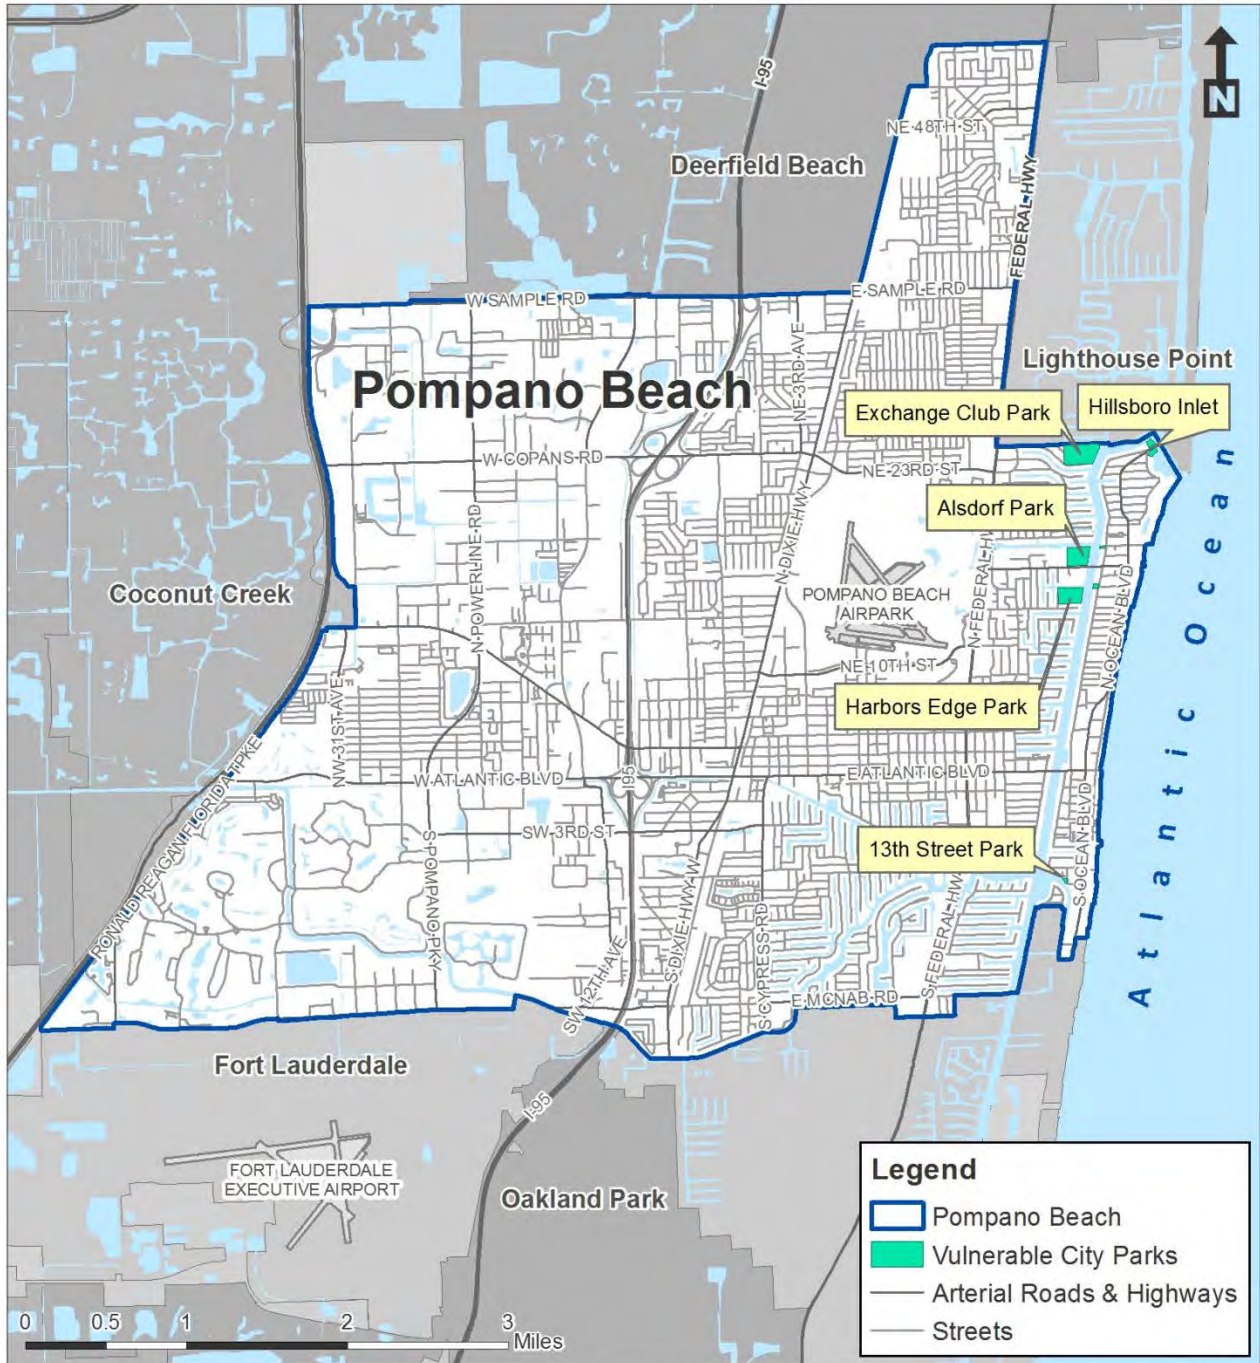 N
I-95
NE 48TH ST
Deerfield Beach
FEDERAL HWY
W SAMPLE RD
E SAMPLE RD
Lighthouse Point
NE 3RD AVE
Pompano Beach
Exchange Club Park
Hillsboro Inlet
W COPANS RD
NE 23RD ST
Alsdorf Park
N POWERLINE RD
N DIXIE HWY
N FEDERAL HW
Coconut Creek
POMPANO BEACH
AIRPARK
N OCEAN BLVD
Atlantic Ocean
NE 10TH ST
NW 31ST AVE
Harbors Edge Park
RONALD REAGAN FLORIDA TPKE
W ATLANTIC BLVD
I95
E ATLANTIC BLVD
SW 3RD ST
S OCEAN BLVD
S POMPANO PKY
13th Street Park
S DIXIE HWY W
S CYPRESS RD
S FEDERAL HW
SW 12TH AVE
E MCNAB RD
Fort Lauderdale
I-95
FORT LAUDERDALE
EXECUTIVE AIRPORT
Oakland Park
Legend
Pompano Beach
Vulnerable City Parks
Arterial Roads & Highways
Streets
0 0.5 1 2 3
Miles